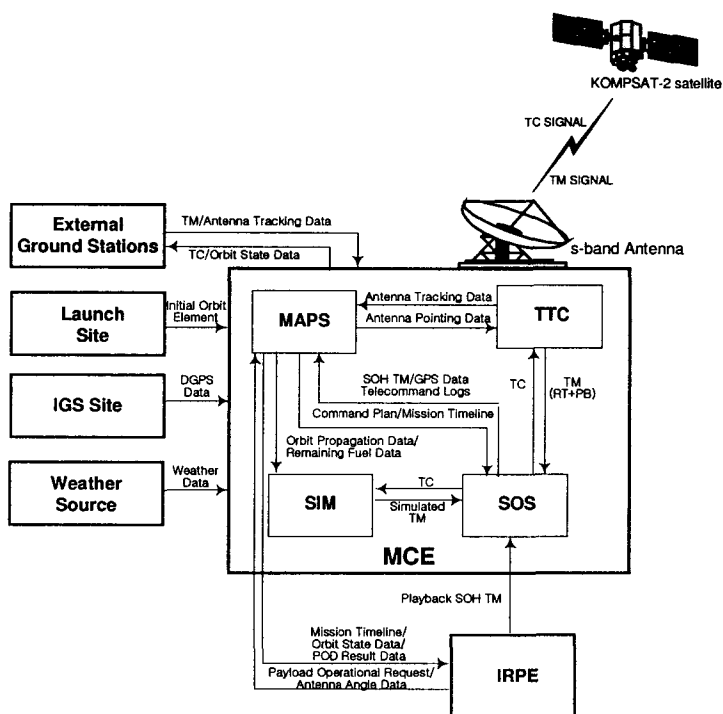 KOMPSAT-2 satellite
TC SIGNAL
TM SIGNAL
s-band Antenna
External
Ground Stations
TM/Antenna Tracking Data
TC/Orbit State Data
Launch
Site
Initial Orbit
Element
IGS Site
DGPS
Data
Weather
Source
Weather
Data
MAPS
Antenna Tracking Data
Antenna Pointing Data
TTC
SOH TM/GPS Data
Telecommand Logs
Command Plan/Mission Timeline
TC
TM
(RT+PB)
Orbit Propagation Data/
Remaining Fuel Data
SIM
TC
Simulated
TM
SOS
MCE
Playback SOH TM
Mission Timeline/
Orbit State Data/
POD Result Data
Payload Operational Request/
Antenna Angle Data
IRPE